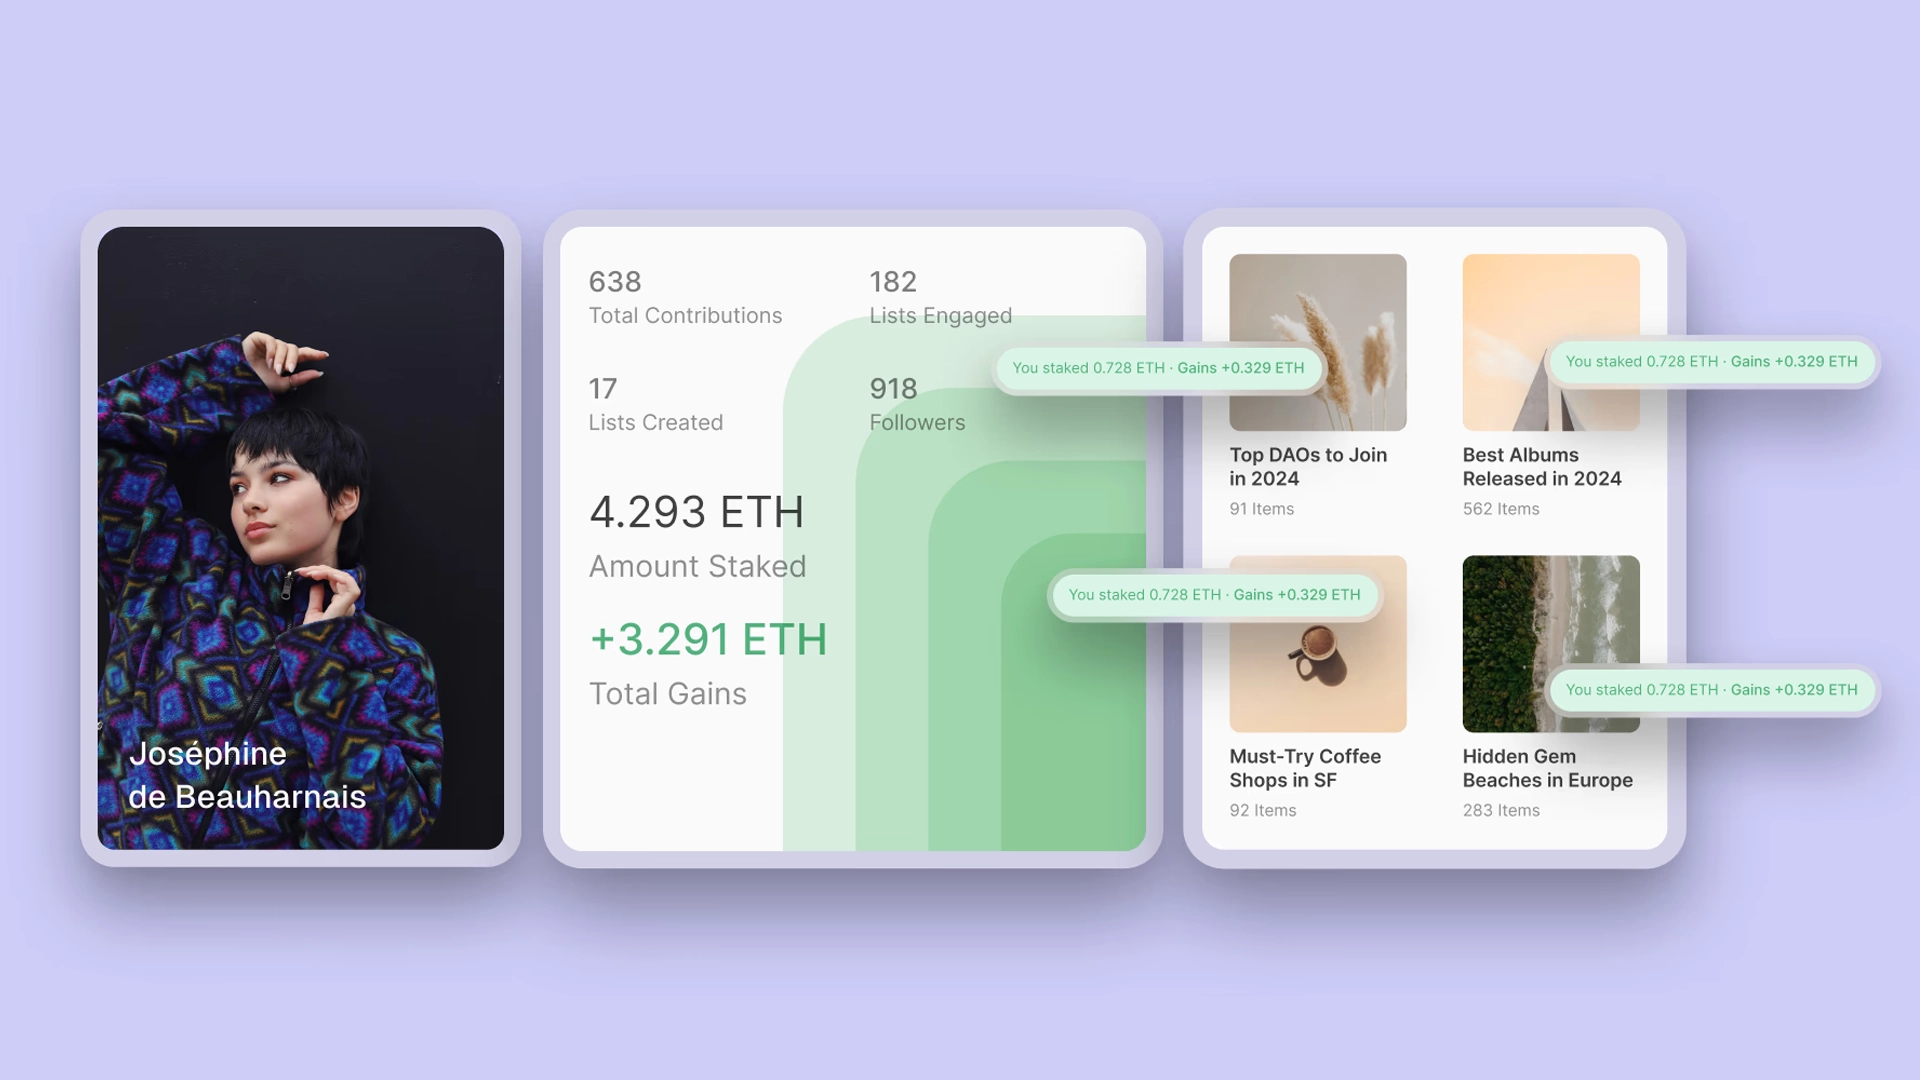 Joséphine
de Beauharnais
638
Total Contributions
182
Lists Engaged
17
Lists Created
918
Followers
4.293 ETH
Amount Staked
+3.291 ETH
Total Gains
You staked 0.728 ETH · Gains +0.329 ETH
You staked 0.728 ETH · Gains +0.329 ETH
Top DAOs to Join
in 2024
91 Items
Best Albums
Released in 2024
562 Items
You staked 0.728 ETH · Gains +0.329 ETH
You staked 0.728 ETH · Gains +0.329 ETH
Must-Try Coffee
Shops in SF
92 Items
Hidden Gem
Beaches in Europe
283 Items